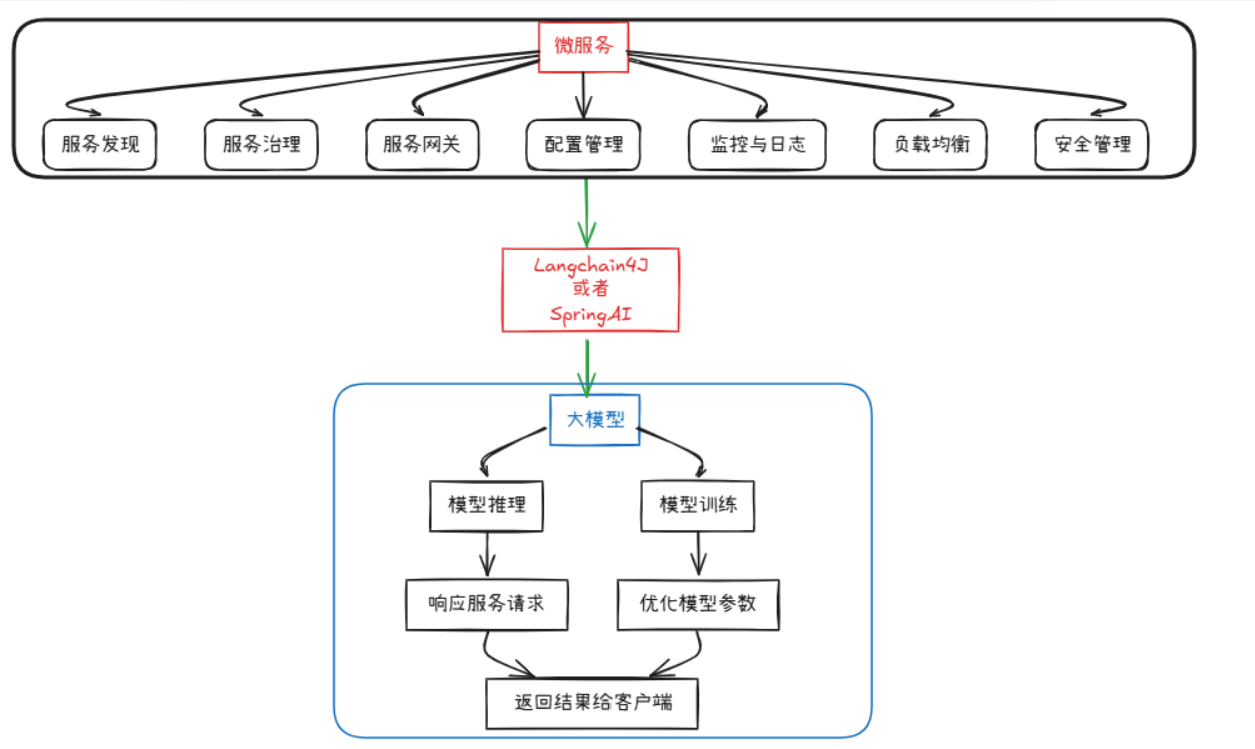 微服务
服务发现
服务治理
服务网关
配置管理
监控与日志
负载均衡
安全管理
Langchain4J
或者
SpringAI
大模型
模型推理
模型训练
响应服务请求
优化模型参数
返回结果给客户端